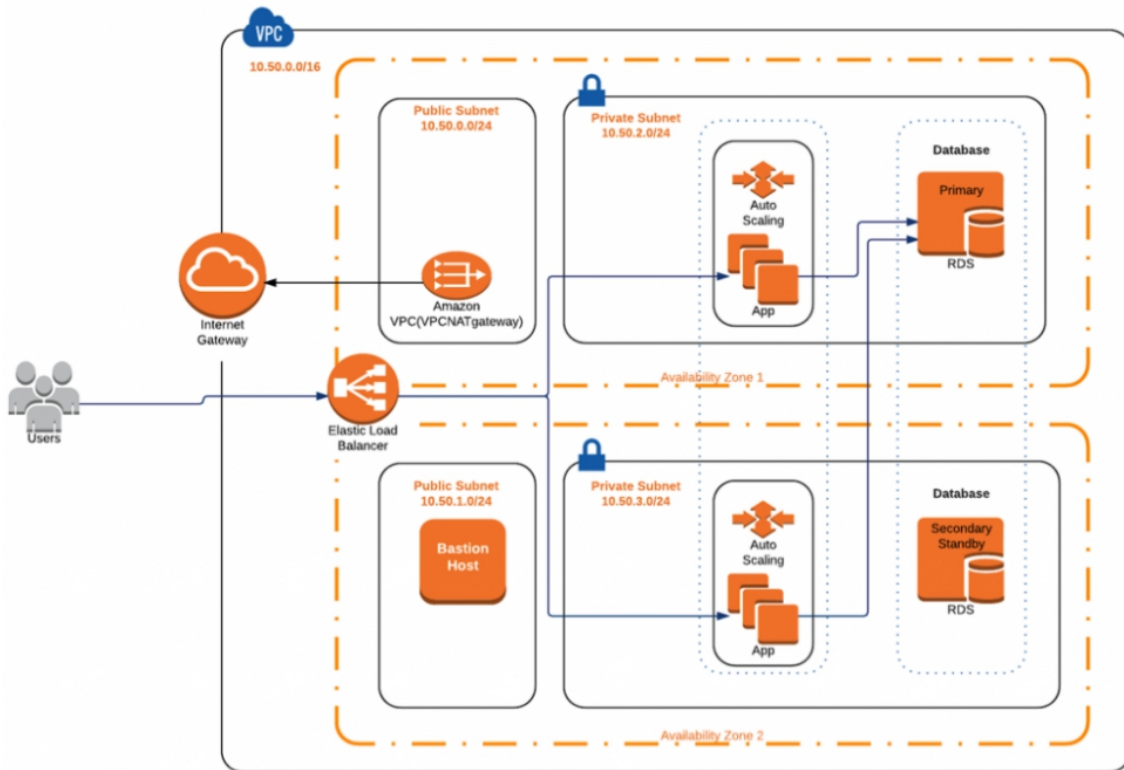 VPC
10.50.0.0/16
Public Subnet
10.50.0.0/24
Amazon
VPC(VPCNATgateway)
Private Subnet
10.50.2.0/24
Auto
Scaling
App
Database
Primary
RDS
Availability Zone 1
Internet
Gateway
Users
Elastic Load
Balancer
Public Subnet
10.50.1.0/24
Bastion
Host
Private Subnet
10.50.3.0/24
Auto
Scaling
App
Database
Secondary
Standby
RDS
Availability Zone 2